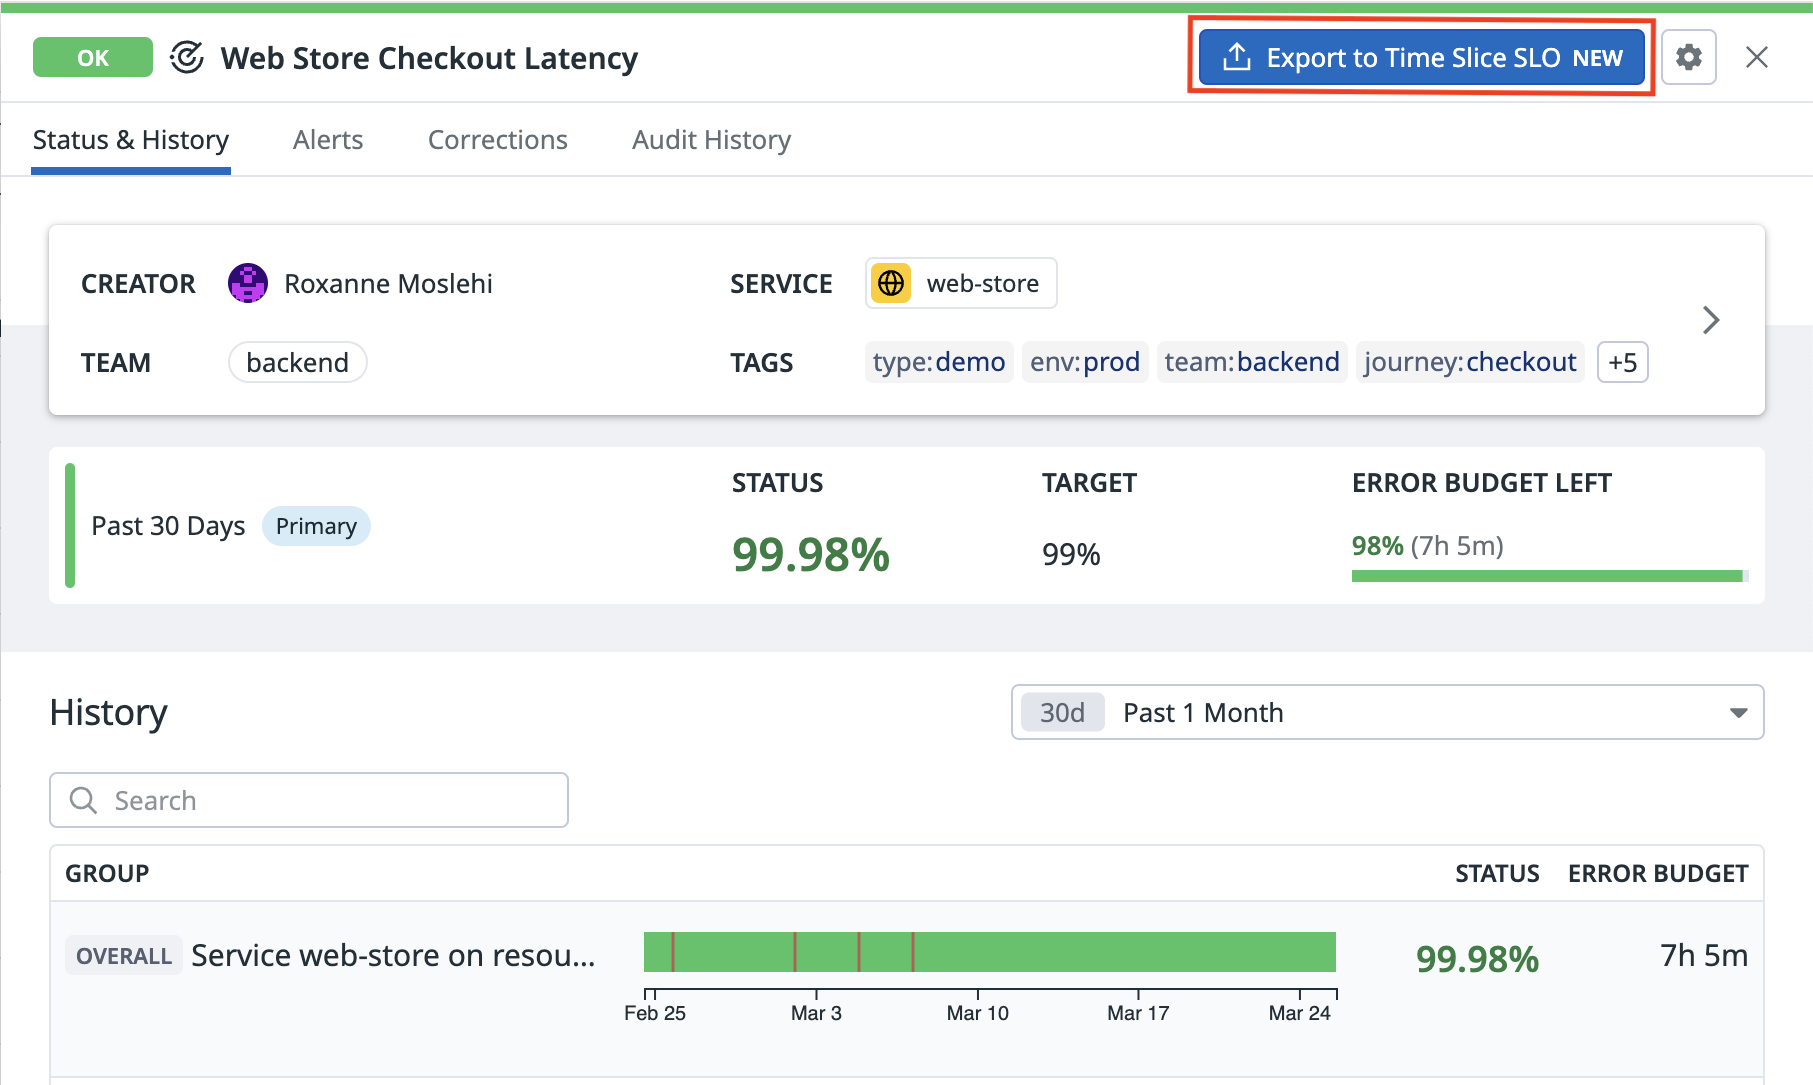 OK Web Store Checkout Latency Export to Time Slice SLO NEW
Status & History Alerts Corrections Audit History
CREATOR Roxanne Moslehi SERVICE web-store
TEAM backend TAGS type:demo env:prod team:backend journey:checkout +5
STATUS TARGET ERROR BUDGET LEFT
Past 30 Days Primary 99.98% 99% 98% (7h 5m)
History 30d Past 1 Month
Search
GROUP STATUS ERROR BUDGET
OVERALL Service web-store on resou... 99.98% 7h 5m
Feb 25 Mar 3 Mar 10 Mar 17 Mar 24